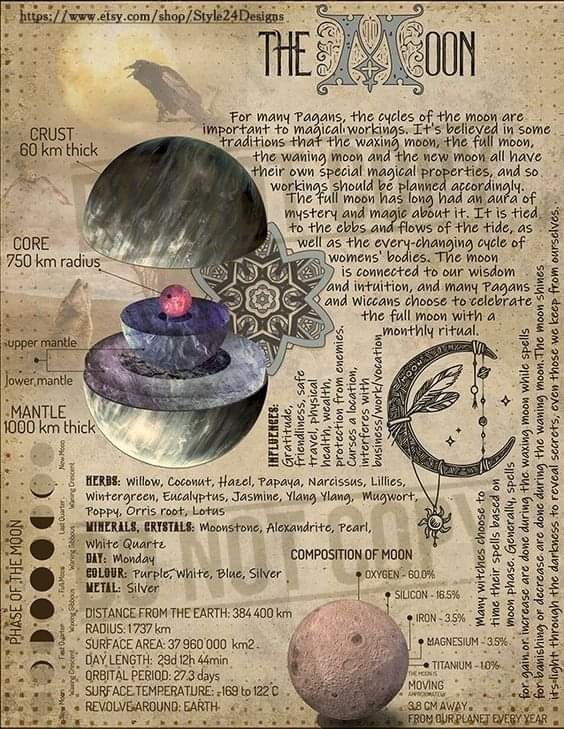 https://www.etsy.com/shop/Style24Designs
THE MOON
For many Pagans, the cycles of the moon are
important to magical workings. It's believed in some
traditions that the waxing moon, the full moon,
the waning moon and the new moon all have
their own special magical properties, and so
workings should be planned accordingly.
The full moon has long had an aura of
mystery and magic about it. It is tied
to the ebbs and flows of the tide, as
well as the every-changing cycle of
womens' bodies. The moon
is connected to our wisdom
and intuition, and many Pagans
and Wiccans choose to celebrate
the full moon with a
monthly ritual.
CRUST
60 km thick
CORE
750 km radius
upper mantle
lower mantle
MANTLE
1000 km thick
INFLUENCES:
Gratitude,
friendliness, safe
travel, physical
health, wealth,
protection from enemies.
Curses a location,
interferes with
business/work/vocation
MOON
HERBS: Willow, Coconut, Hazel, Papaya, Narcissus, Lillies,
Wintergreen, Eucalyptus, Jasmine, Ylang Ylang, Mugwort,
Poppy, Orris root, Lotus
MINERALS, CRYSTALS: Moonstone, Alexandrite, Pearl,
White Quartz
DAY: Monday
COLOUR: Purple, White, Blue, Silver
METAL: Silver
NOT COPY
DISTANCE FROM THE EARTH: 384 400 km
RADIUS: 1 737 km
SURFACE AREA: 37 960 000 km2
DAY LENGTH: 29d 12h 44min
ORBITAL PERIOD: 27.3 days
SURFACE TEMPERATURE: -169 to 122 C
REVOLVE AROUND: EARTH
PHASE OF THE MOON
New Moon
Waning Crescent
Last Quarter
Waning Gibbous
Full Moon
Waxing Gibbous
First Quarter
Waxing Crescent
New Moon
COMPOSITION OF MOON
OXYGEN - 60.0%
SILICON - 16.5%
IRON - 3.5%
MAGNESIUM - 3.5%
TITANIUM - 1.0%
THE MOON IS
MOVING
APPROXIMATELY
3.8 CM AWAY
FROM OUR PLANET EVERY YEAR
Many witches choose to
time their spells based on
moon phase. Generally, spells
for gain or increase are done during the waxing moon while spells
for banishing or decrease are done during the waning moon. The moon shines
its light through the darkness to reveal secrets, even those we keep from ourselves.